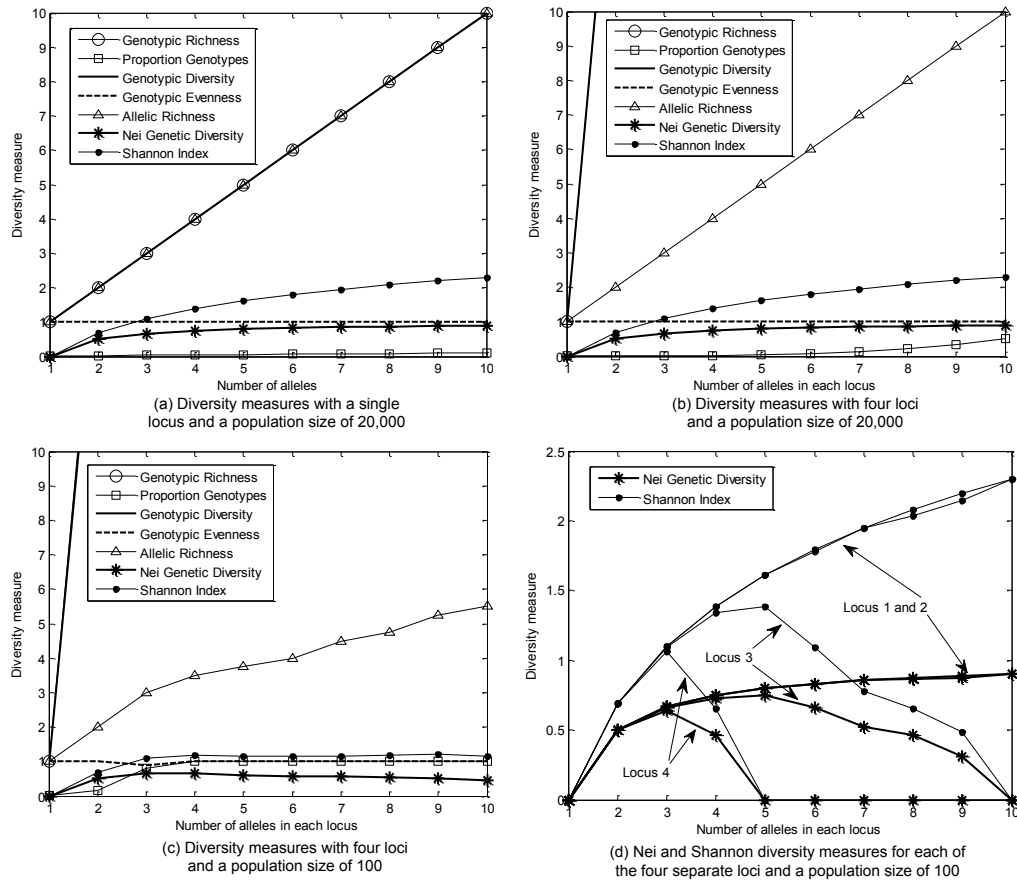 10
9
8
7
6
5
4
3
2
1
0
Diversity measure
Genotypic Richness
Proportion Genotypes
Genotypic Diversity
Genotypic Evenness
Allelic Richness
Nei Genetic Diversity
Shannon Index
1 2 3 4 5 6 7 8 9 10
Number of alleles
(a) Diversity measures with a single
locus and a population size of 20,000
10
9
8
7
6
5
4
3
2
1
0
Diversity measure
Genotypic Richness
Proportion Genotypes
Genotypic Diversity
Genotypic Evenness
Allelic Richness
Nei Genetic Diversity
Shannon Index
1 2 3 4 5 6 7 8 9 10
Number of alleles in each locus
(b) Diversity measures with four loci
and a population size of 20,000
10
9
8
7
6
5
4
3
2
1
0
Diversity measure
Genotypic Richness
Proportion Genotypes
Genotypic Diversity
Genotypic Evenness
Allelic Richness
Nei Genetic Diversity
Shannon Index
1 2 3 4 5 6 7 8 9 10
Number of alleles in each locus
(c) Diversity measures with four loci
and a population size of 100
2.5
2
1.5
1
0.5
0
Diversity measure
Nei Genetic Diversity
Shannon Index
Locus 1 and 2
Locus 3
Locus 4
1 2 3 4 5 6 7 8 9 10
Number of alleles in each locus
(d) Nei and Shannon diversity measures for each of
the four separate loci and a population size of 100